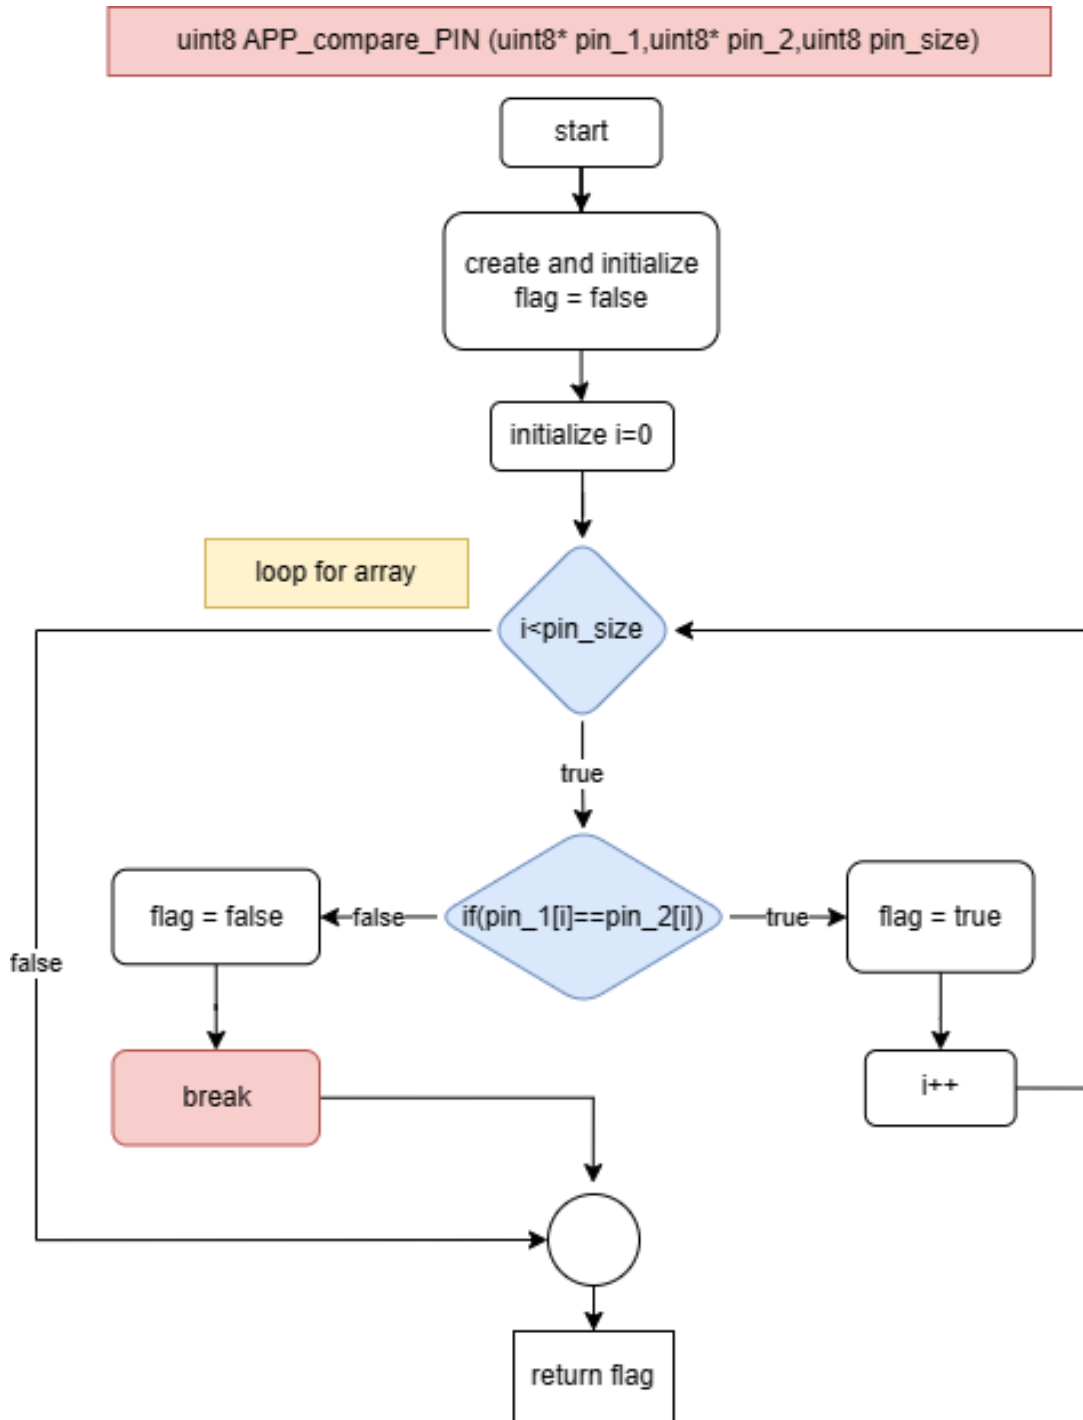 uint8 APP_compare_PIN (uint8* pin_1,uint8* pin_2,uint8 pin_size)
start
create and initialize
flag = false
initialize i=0
loop for array
i<pin_size
true
flag = false
false
if(pin_1[i]==pin_2[i])
true
flag = true
false
break
i++
return flag